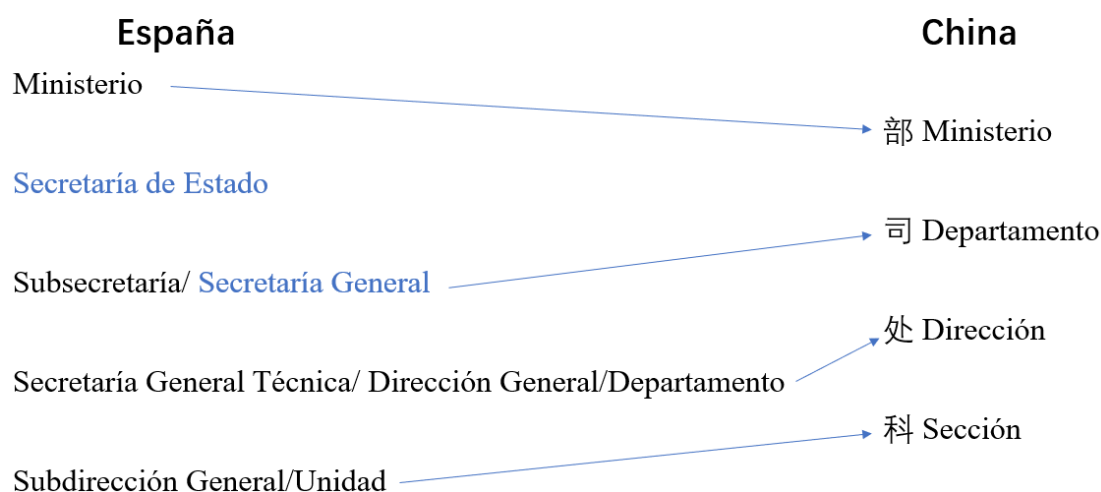 España
China
Ministerio
部 Ministerio
Secretaría de Estado
司 Departamento
Subsecretaría/ Secretaría General
处 Dirección
Secretaría General Técnica/ Dirección General/Departamento
科 Sección
Subdirección General/Unidad